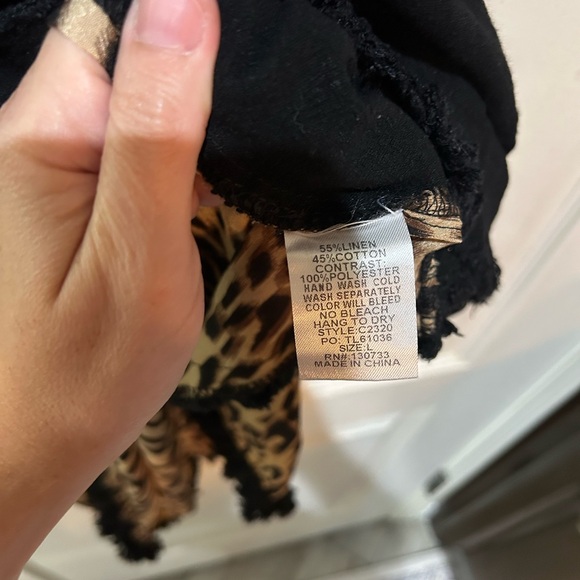 55%LINEN
45%COTTON
CONTRAST:
100%POLYESTER
HAND WASH COLD
WASH SEPARATELY
COLOR WILL BLEED
NO BLEACH
HANG TO DRY
STYLE:C2320
PO: TL61036
SIZE:L
RN#:130733
MADE IN CHINA